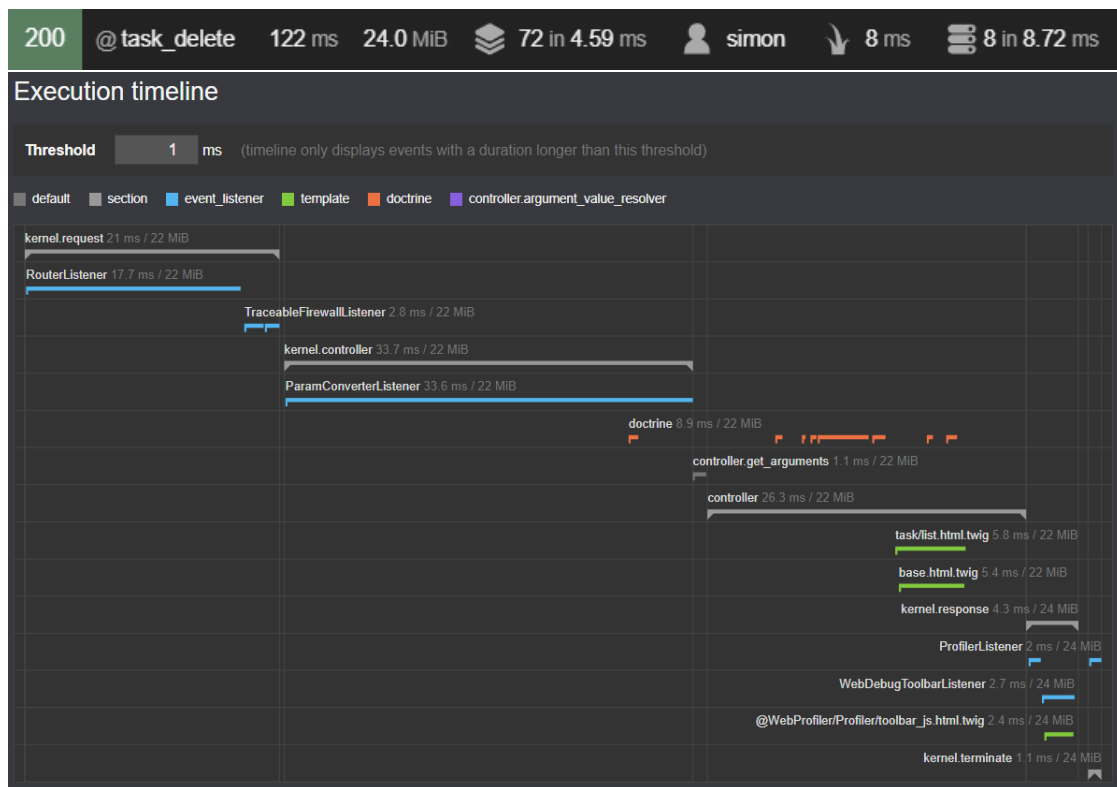 200 @ task_delete 122 ms 24.0 MiB 72 in 4.59 ms simon 8 ms 8 in 8.72 ms
Execution timeline
Threshold 1 ms (timeline only displays events with a duration longer than this threshold)
default section event_listener template doctrine controller.argument_value_resolver
kernel.request 21 ms / 22 MiB
RouterListener 17.7 ms / 22 MiB
TraceableFirewallListener 2.8 ms / 22 MiB
kernel.controller 33.7 ms / 22 MiB
ParamConverterListener 33.6 ms / 22 MiB
doctrine 8.9 ms / 22 MiB
controller.get_arguments 1.1 ms / 22 MiB
controller 26.3 ms / 22 MiB
task/list.html.twig 5.8 ms / 22 MiB
base.html.twig 5.4 ms / 22 MiB
kernel.response 4.3 ms / 24 MiB
ProfilerListener 2 ms / 24 MiB
WebDebugToolbarListener 2.7 ms / 24 MiB
@WebProfiler/Profiler/toolbar_js.html.twig 2.4 ms / 24 MiB
kernel.terminate 1.1 ms / 24 MiB